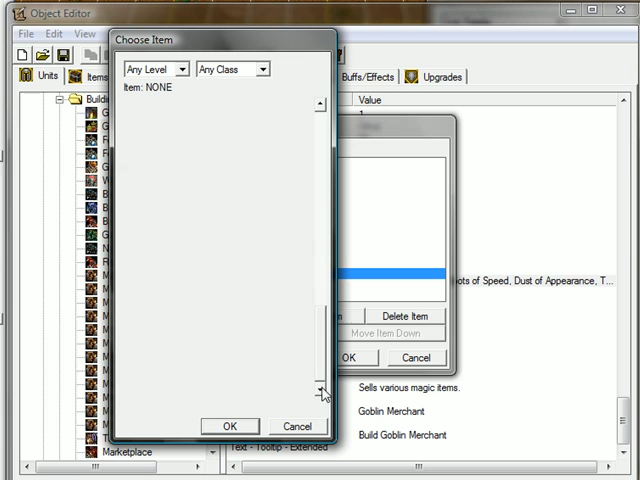 Object Editor
File Edit View
Choose Item
Units Items Buffs/Effects Upgrades
Any Level Any Class
Item: NONE
Value
1
Delete Item
Move Item Down
OK Cancel
of Speed, Dust of Appearance, T...
Sells various magic items.
Goblin Merchant
Build Goblin Merchant
OK Cancel
Text - Tooltip - Extended
Marketplace